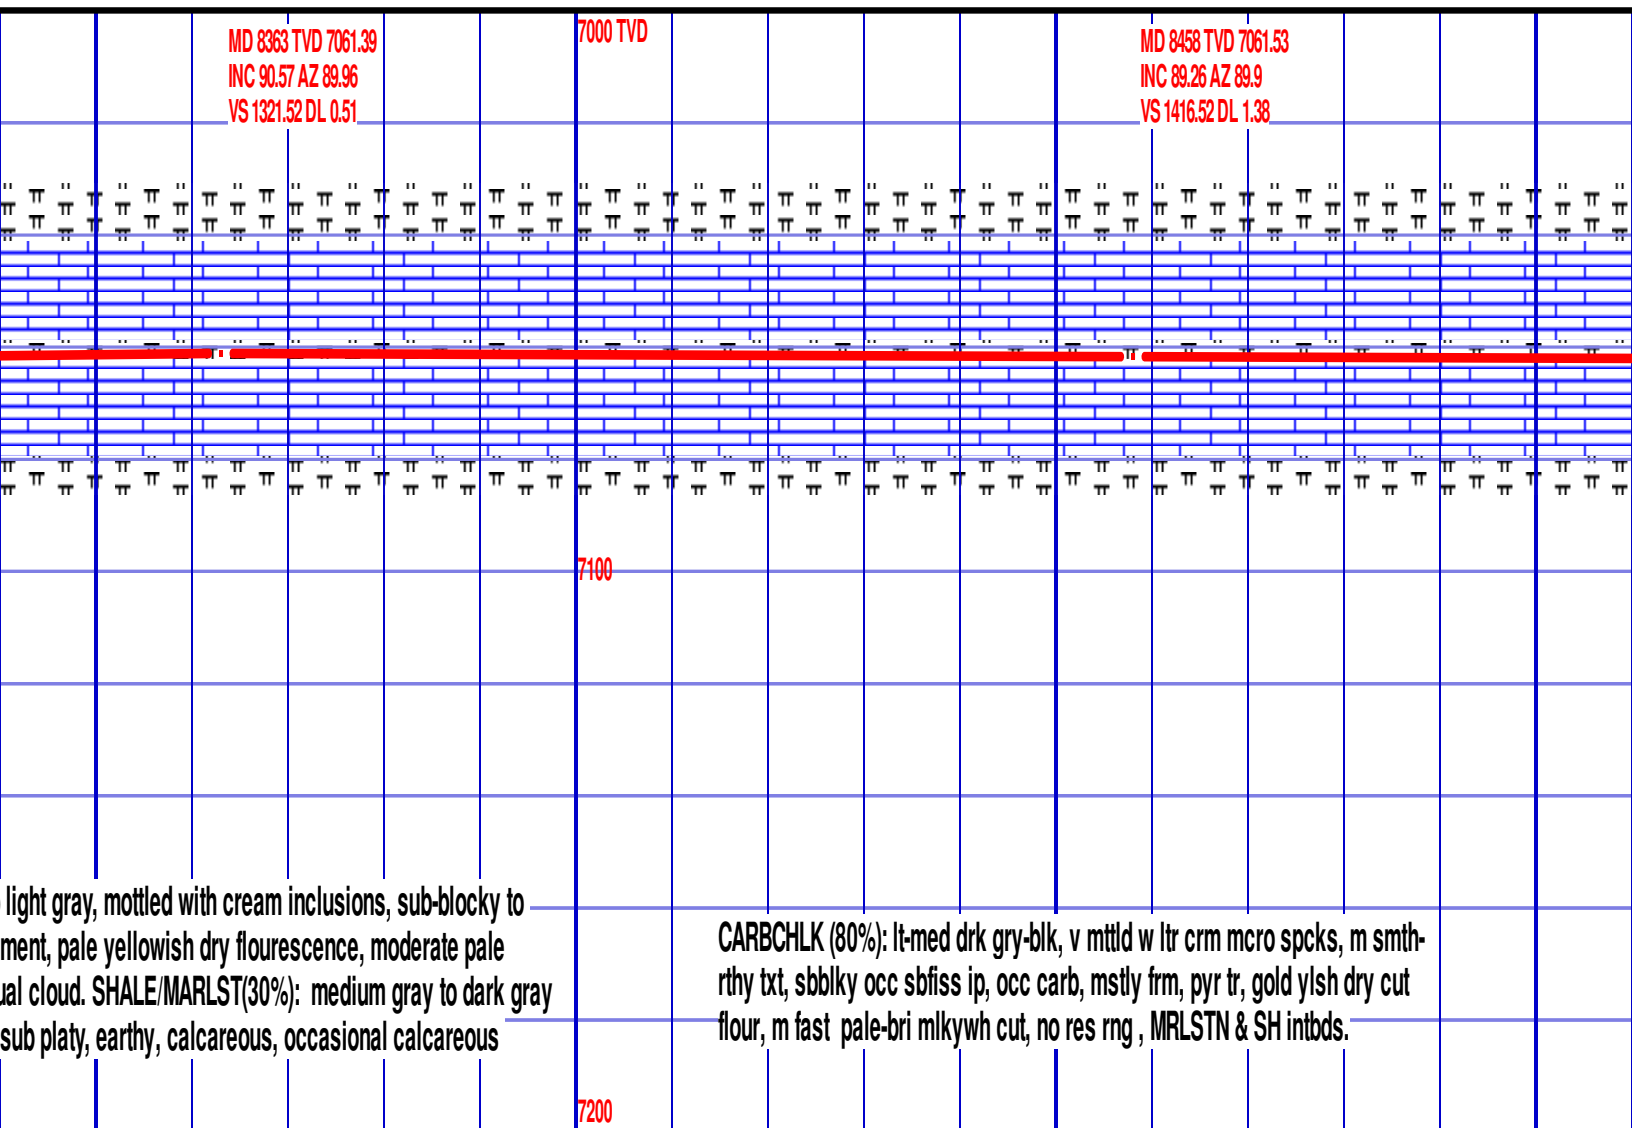 MD 8363 TVD 7061.39
INC 90.57 AZ 89.96
VS 1321.52 DL 0.51
7000 TVD
MD 8458 TVD 7061.53
INC 89.26 AZ 89.9
VS 1416.52 DL 1.38
7100
light gray, mottled with cream inclusions, sub-blocky to
ment, pale yellowish dry flourescence, moderate pale
ual cloud. SHALE/MARLST(30%): medium gray to dark gray
sub platy, earthy, calcareous, occasional calcareous
CARBCHLK (80%): lt-med drk gry-blk, v mttld w ltr crm mcro spcks, m smth-
rthy txt, sbblky occ sbfiss ip, occ carb, mstly frm, pyr tr, gold ylsh dry cut
flour, m fast pale-bri mlkywh cut, no res rng , MRLSTN & SH intbds.
7200